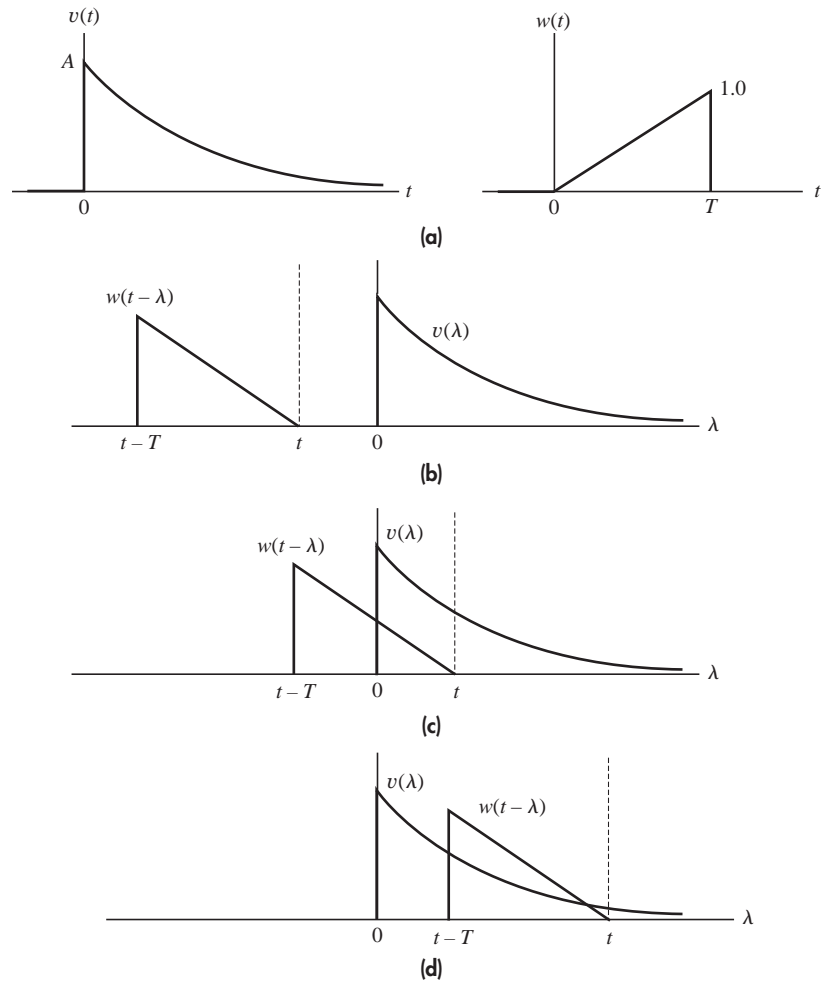 v(t)
w(t)
A
1.0
t
t
0
0
T
(a)
w(t – λ)
v(λ)
λ
t – T
t
0
(b)
v(λ)
w(t – λ)
λ
t – T
0
t
(c)
v(λ)
w(t – λ)
λ
0
t – T
t
(d)